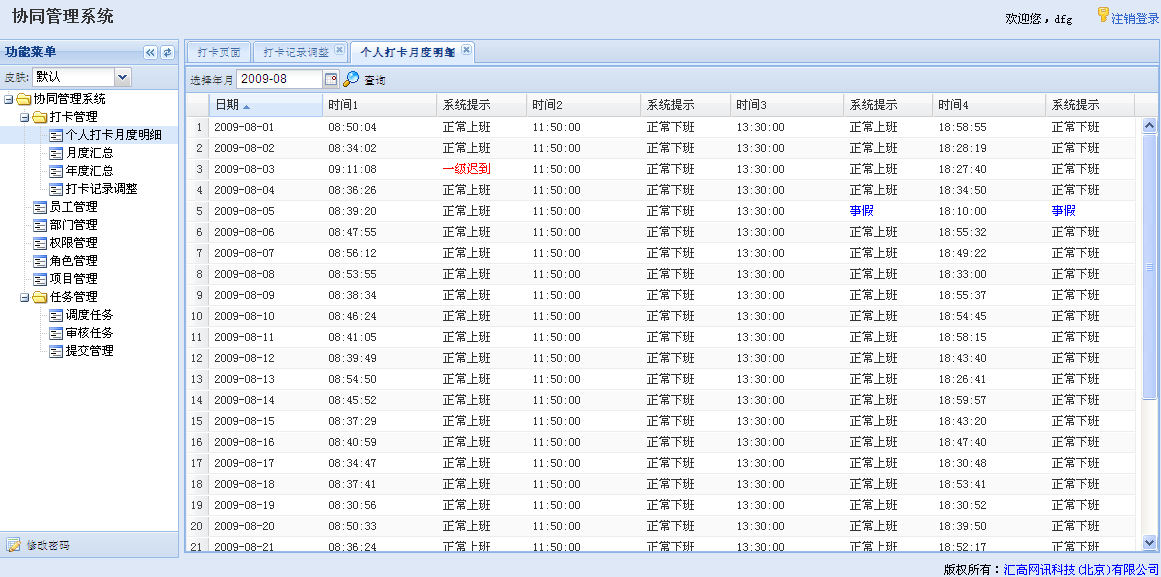 协同管理系统
欢迎您，dfg 注销登录
功能菜单
皮肤: 默认
协同管理系统
打卡管理
个人打卡月度明细
月度汇总
年度汇总
打卡记录调整
员工管理
部门管理
权限管理
角色管理
项目管理
任务管理
调度任务
审核任务
提交管理
修改密码
打卡页面 打卡记录调整 个人打卡月度明细
选择年月 2009-08 查询
日期 时间1 系统提示 时间2 系统提示 时间3 系统提示 时间4 系统提示
1 2009-08-01 08:50:04 正常上班 11:50:00 正常下班 13:30:00 正常上班 18:58:55 正常下班
2 2009-08-02 08:34:02 正常上班 11:50:00 正常下班 13:30:00 正常上班 18:28:19 正常下班
3 2009-08-03 09:11:08 一级迟到 11:50:00 正常下班 13:30:00 正常上班 18:27:40 正常下班
4 2009-08-04 08:36:26 正常上班 11:50:00 正常下班 13:30:00 正常上班 18:34:50 正常下班
5 2009-08-05 08:39:20 正常上班 11:50:00 正常下班 13:30:00 事假 18:10:00 事假
6 2009-08-06 08:47:55 正常上班 11:50:00 正常下班 13:30:00 正常上班 18:55:32 正常下班
7 2009-08-07 08:56:12 正常上班 11:50:00 正常下班 13:30:00 正常上班 18:49:22 正常下班
8 2009-08-08 08:53:55 正常上班 11:50:00 正常下班 13:30:00 正常上班 18:33:00 正常下班
9 2009-08-09 08:38:34 正常上班 11:50:00 正常下班 13:30:00 正常上班 18:55:37 正常下班
10 2009-08-10 08:46:24 正常上班 11:50:00 正常下班 13:30:00 正常上班 18:54:45 正常下班
11 2009-08-11 08:41:05 正常上班 11:50:00 正常下班 13:30:00 正常上班 18:58:15 正常下班
12 2009-08-12 08:39:49 正常上班 11:50:00 正常下班 13:30:00 正常上班 18:43:40 正常下班
13 2009-08-13 08:54:50 正常上班 11:50:00 正常下班 13:30:00 正常上班 18:26:41 正常下班
14 2009-08-14 08:45:52 正常上班 11:50:00 正常下班 13:30:00 正常上班 18:59:57 正常下班
15 2009-08-15 08:37:29 正常上班 11:50:00 正常下班 13:30:00 正常上班 18:43:20 正常下班
16 2009-08-16 08:40:59 正常上班 11:50:00 正常下班 13:30:00 正常上班 18:47:40 正常下班
17 2009-08-17 08:34:47 正常上班 11:50:00 正常下班 13:30:00 正常上班 18:30:48 正常下班
18 2009-08-18 08:37:41 正常上班 11:50:00 正常下班 13:30:00 正常上班 18:53:41 正常下班
19 2009-08-19 08:30:56 正常上班 11:50:00 正常下班 13:30:00 正常上班 18:30:52 正常下班
20 2009-08-20 08:50:33 正常上班 11:50:00 正常下班 13:30:00 正常上班 18:39:50 正常下班
21 2009-08-21 08:36:24 正常上班 11:50:00 正常下班 13:30:00 正常上班 18:52:17 正常下班
版权所有：汇高网讯科技(北京)有限公司